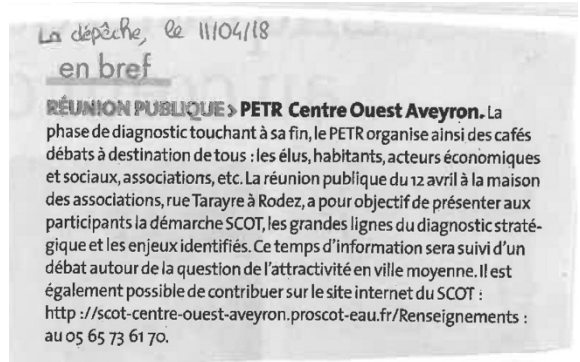 La dépêche, le 11/04/18
en bref
RÉUNION PUBLIQUE > PETR Centre Ouest Aveyron. La
phase de diagnostic touchant à sa fin, le PETR organise ainsi des cafés
débats à destination de tous : les élus, habitants, acteurs économiques
et sociaux, associations, etc. La réunion publique du 12 avril à la maison
des associations, rue Tarayre à Rodez, a pour objectif de présenter aux
participants la démarche SCOT, les grandes lignes du diagnostic straté-
gique et les enjeux identifiés. Ce temps d'information sera suivi d'un
débat autour de la question de l'attractivité en ville moyenne. Il est
également possible de contribuer sur le site internet du SCOT :
http ://scot-centre-ouest-aveyron.proscot-eau.fr/Renseignements :
au 05 65 73 61 70.